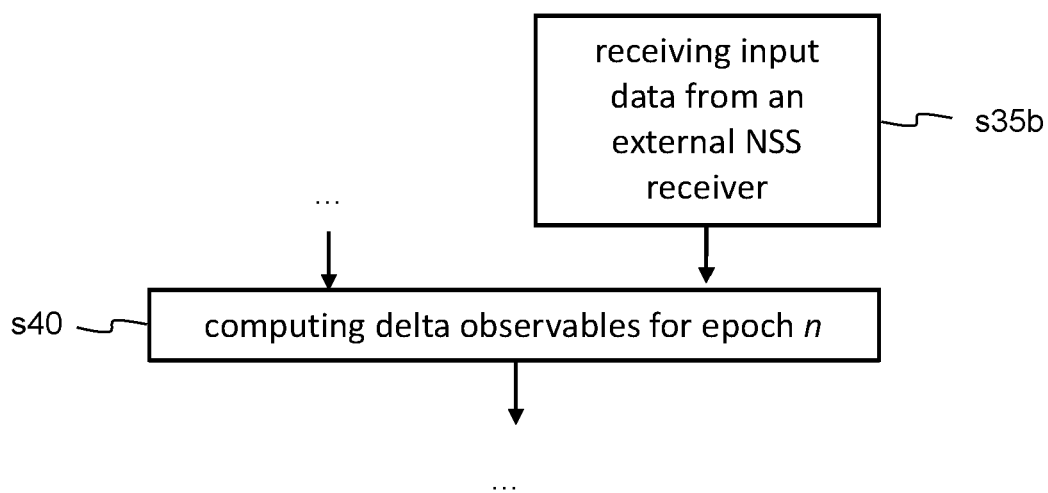 receiving input
data from an
external NSS
receiver
s35b
...
s40
computing delta observables for epoch n
...